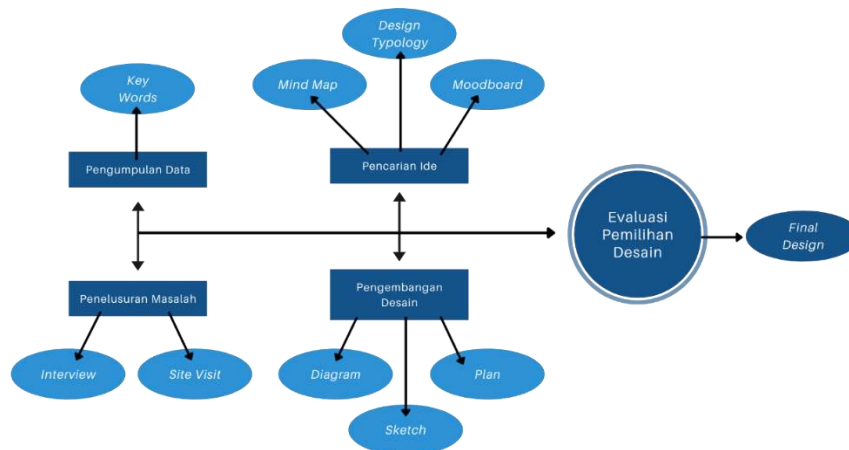 Design
Typology
Mind Map
Moodboard
Key
Words
Pengumpulan Data
Pencarian Ide
Evaluasi
Pemilihan
Desain
Final
Design
Penelusuran Masalah
Pengembangan
Desain
Interview
Site Visit
Diagram
Plan
Sketch